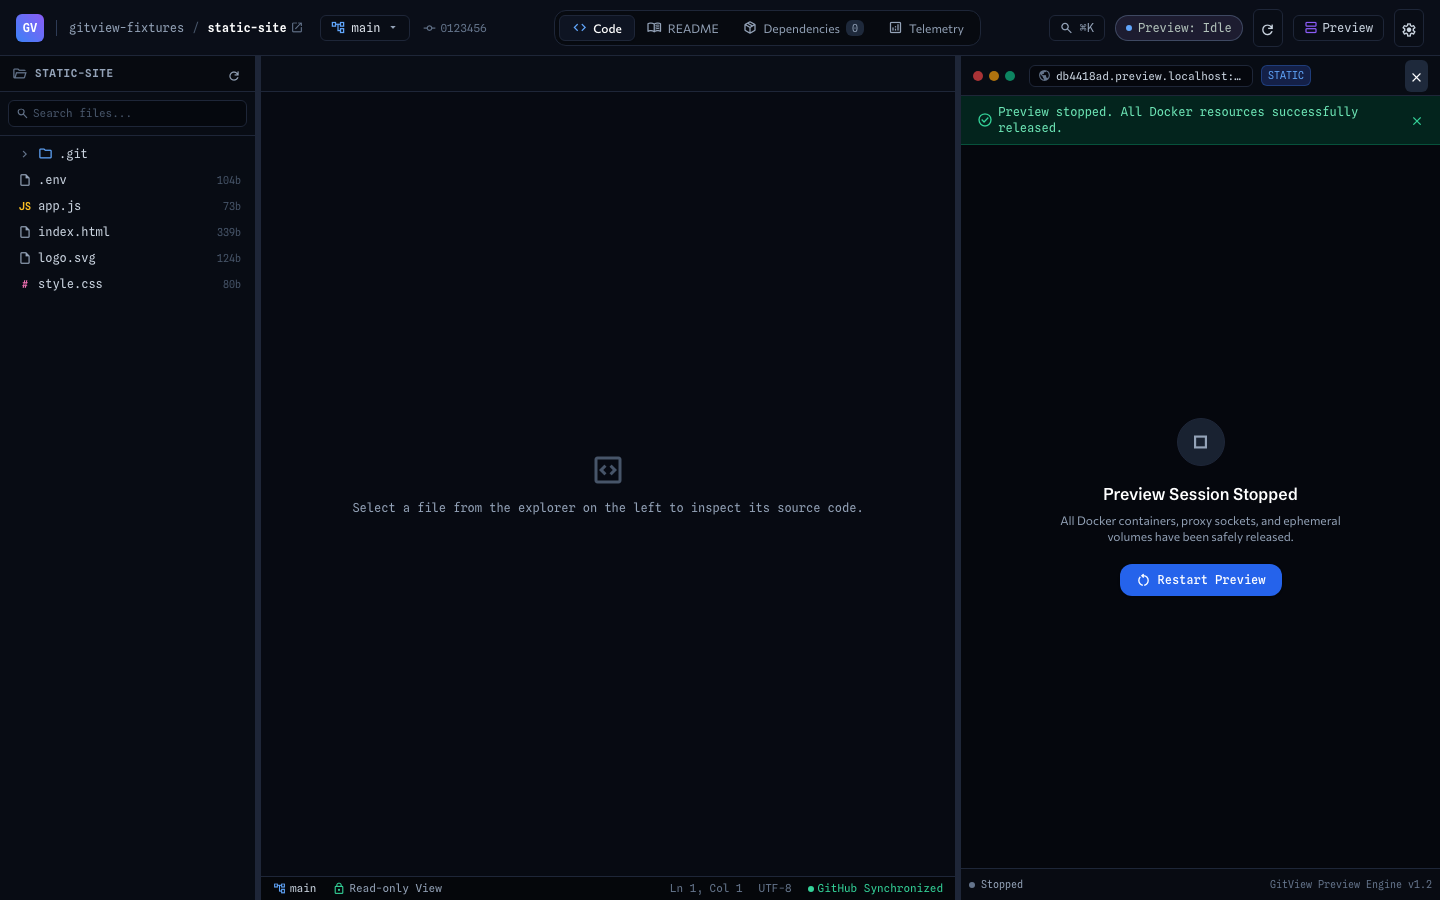 GV
gitview-fixtures / static-site
main
0123456
Code
README
Dependencies 0
Telemetry
⌘K
Preview: Idle
Preview
STATIC-SITE
Search files...
.git
.env 104b
JS app.js 73b
index.html 339b
logo.svg 124b
# style.css 80b
Select a file from the explorer on the left to inspect its source code.
main
Read-only View
Ln 1, Col 1
UTF-8
GitHub Synchronized
db4418ad.preview.localhost:…
STATIC
Preview stopped. All Docker resources successfully
released.
Preview Session Stopped
All Docker containers, proxy sockets, and ephemeral
volumes have been safely released.
Restart Preview
Stopped
GitView Preview Engine v1.2